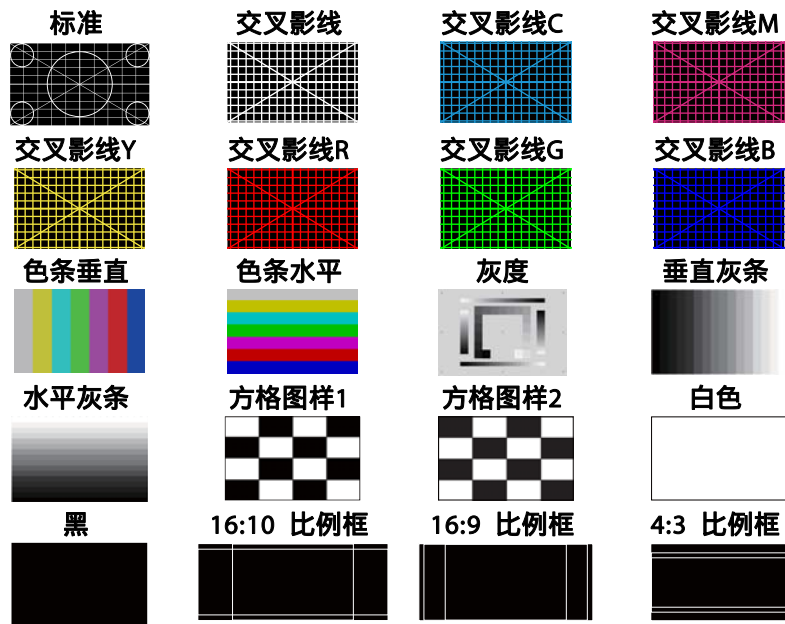 标准 交叉影线 交叉影线C 交叉影线M
交叉影线Y 交叉影线R 交叉影线G 交叉影线B
色条垂直 色条水平 灰度 垂直灰条
水平灰条 方格图样1 方格图样2 白色
黑 16:10 比例框 16:9 比例框 4:3 比例框